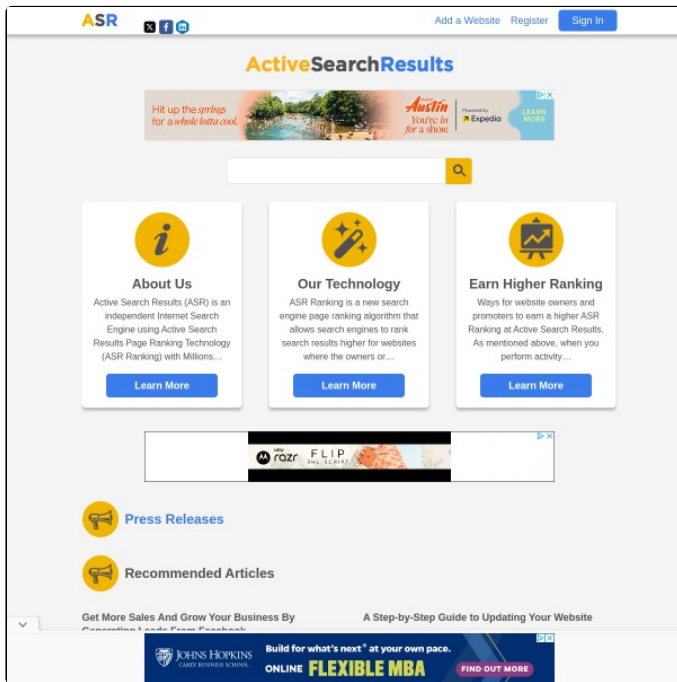 ASR
Add a Website Register Sign In
ActiveSearchResults
Hit up the springs
for a whole lotta cool.
VISIT
Austin
You're in
for a show.
Powered by
Expedia
LEARN
MORE
About Us
Active Search Results (ASR) is an
independent Internet Search
Engine using Active Search
Results Page Ranking Technology
(ASR Ranking) with Millions...
Learn More
Our Technology
ASR Ranking is a new search
engine page ranking algorithm that
allows search engines to rank
search results higher for websites
where the owners or...
Learn More
Earn Higher Ranking
Ways for website owners and
promoters to earn a higher ASR
Ranking at Active Search Results.
As mentioned above, when you
perform activity...
Learn More
NEW
razr FLIP
THE SCRIPT
Press Releases
Recommended Articles
Get More Sales And Grow Your Business By
Generating Leads From Facebook
A Step-by-Step Guide to Updating Your Website
JOHNS HOPKINS
CAREY BUSINESS SCHOOL
Build for what's next® at your own pace.
ONLINE FLEXIBLE MBA
FIND OUT MORE